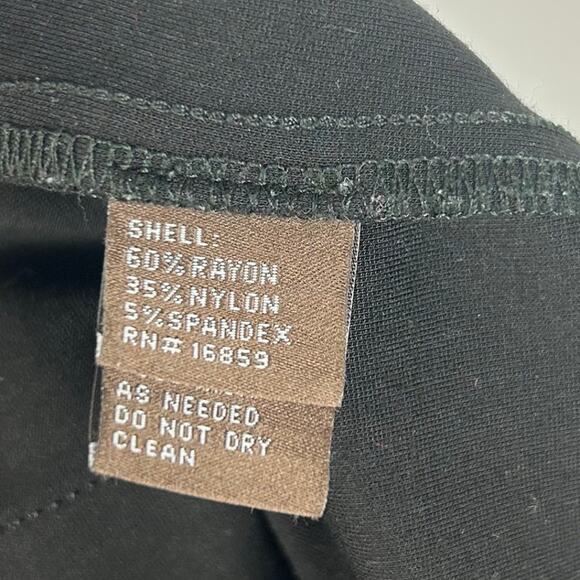 SHELL:
60% RAYON
35% NYLON
5% SPANDEX
RN# 16859
AS NEEDED
DO NOT DRY
CLEAN